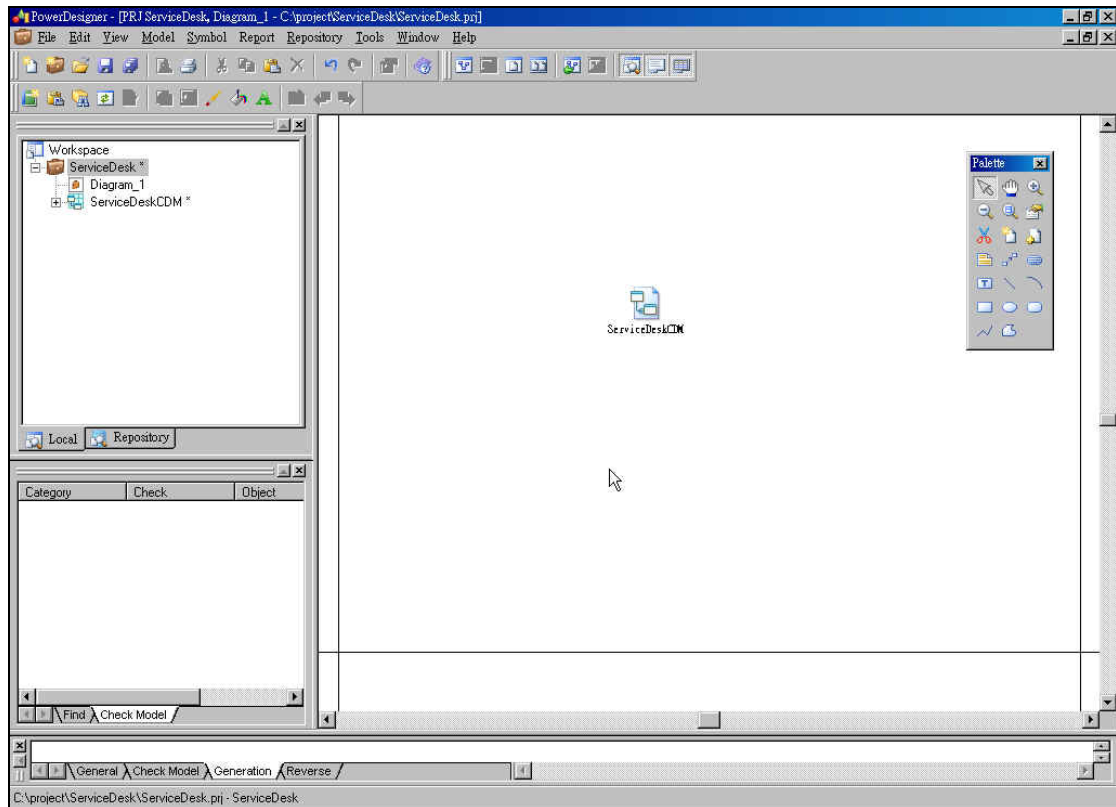 PowerDesigner - [PRJ ServiceDesk, Diagram_1 - C:\project\ServiceDesk\ServiceDesk.prj]
File Edit View Model Symbol Report Repository Tools Window Help
Workspace
ServiceDesk *
Diagram_1
ServiceDeskCDM *
Local Repository
Palette
ServiceDeskCDM
Category Check Object
Find Check Model
General Check Model Generation Reverse
C:\project\ServiceDesk\ServiceDesk.prj - ServiceDesk